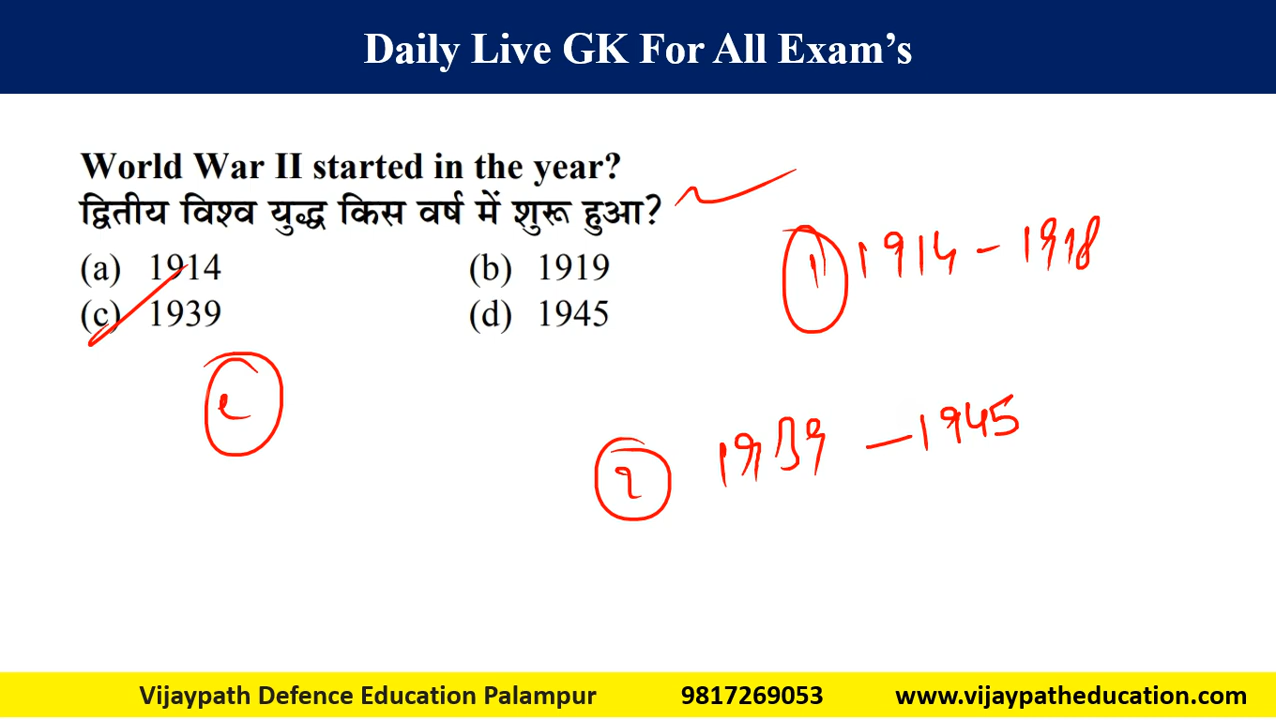 Daily Live GK For All Exam's
World War II started in the year?
द्वितीय विश्व युद्ध किस वर्ष में शुरू हुआ?
(a) 1914 (b) 1919
(c) 1939 (d) 1945
1 1914 - 1918
c
2 1939 - 1945
Vijaypath Defence Education Palampur 9817269053 www.vijaypatheducation.com